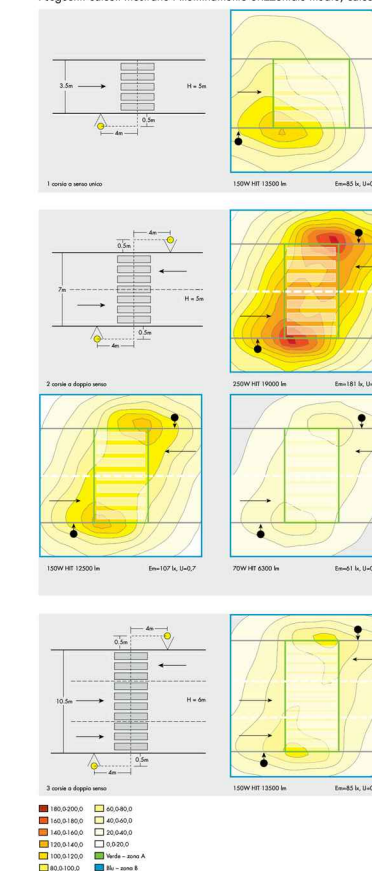 3.5m
H = 5m
0.5m
4m
1 corsia a senso unico
150W HIT 13500 lm
Em=85 lx,
4m
0.5m
7m
H = 5m
0.5m
4m
2 corsie a doppio senso
250W HIT 19000 lm
Em=181 lx,
150W HIT 12500 lm
Em=107 lx, U=0,7
70W HIT 6300 lm
Em=61 lx,
4m
0.5m
10.5m
H = 6m
0.5m
4m
3 corsie a doppio senso
150W HIT 13500 lm
Em=85 lx,
180,0-200,0
60,0-80,0
160,0-180,0
40,0-60,0
140,0-160,0
20,0-40,0
120,0-140,0
0,0-20,0
100,0-120,0
Verde – zona A
80,0-100,0
Blu – zona B